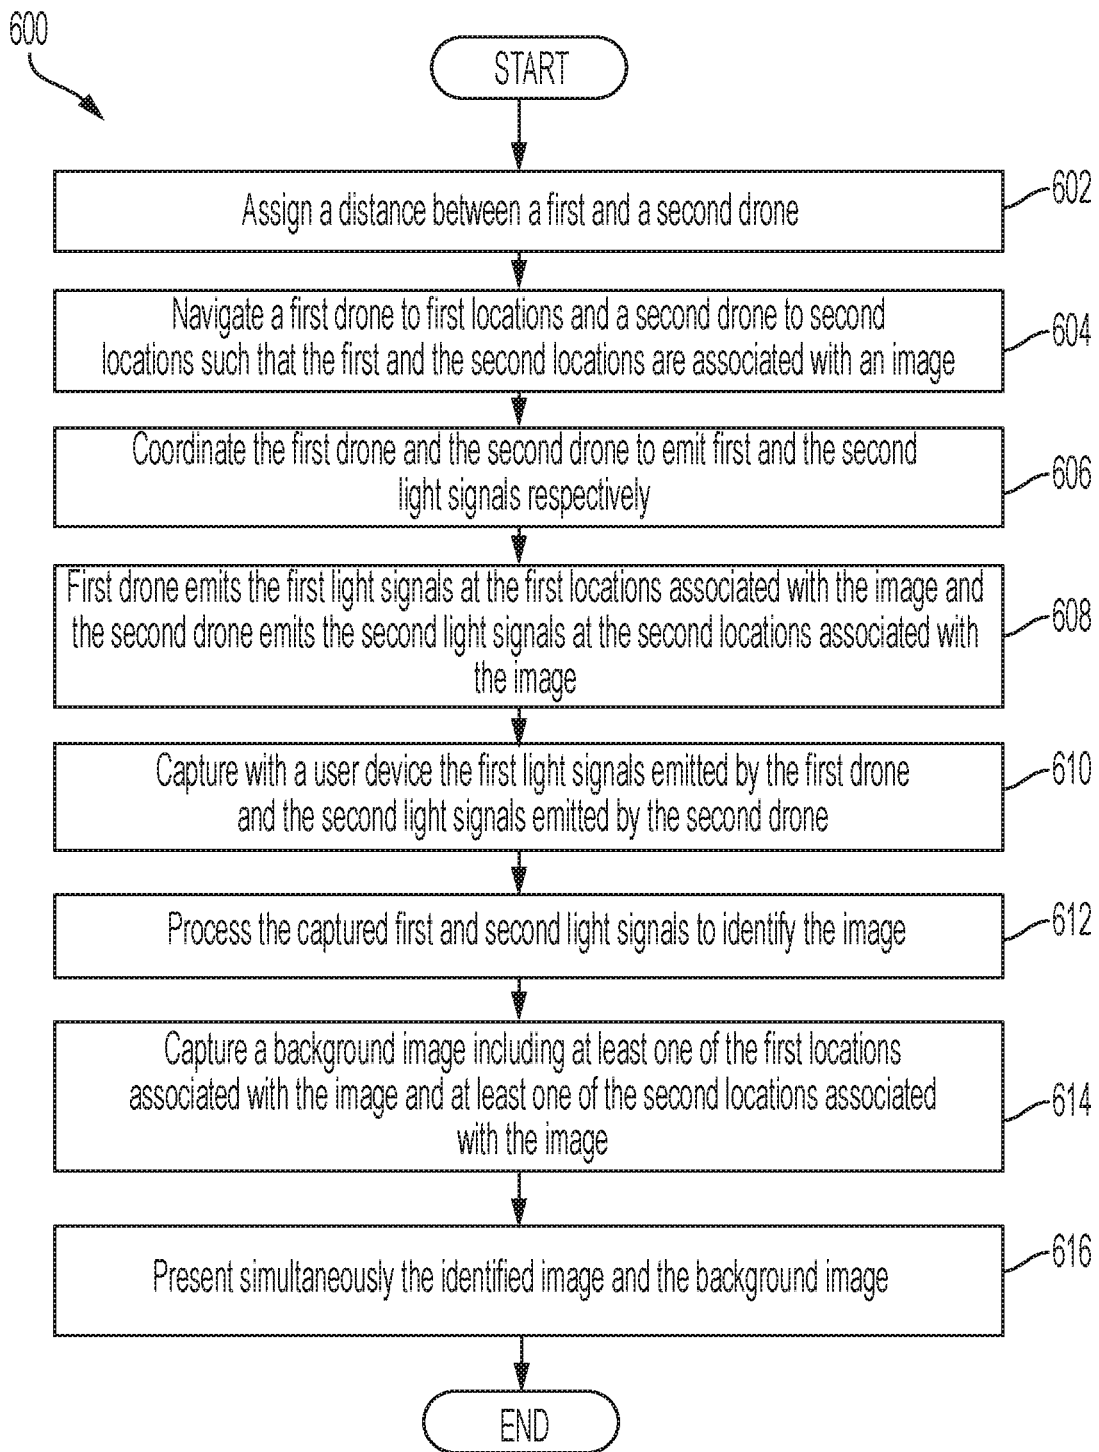 600
START
Assign a distance between a first and a second drone
602
Navigate a first drone to first locations and a second drone to second
locations such that the first and the second locations are associated with an image
604
Coordinate the first drone and the second drone to emit first and the second
light signals respectively
606
First drone emits the first light signals at the first locations associated with the image and
the second drone emits the second light signals at the second locations associated with
the image
608
Capture with a user device the first light signals emitted by the first drone
and the second light signals emitted by the second drone
610
Process the captured first and second light signals to identify the image
612
Capture a background image including at least one of the first locations
associated with the image and at least one of the second locations associated
with the image
614
Present simultaneously the identified image and the background image
616
END